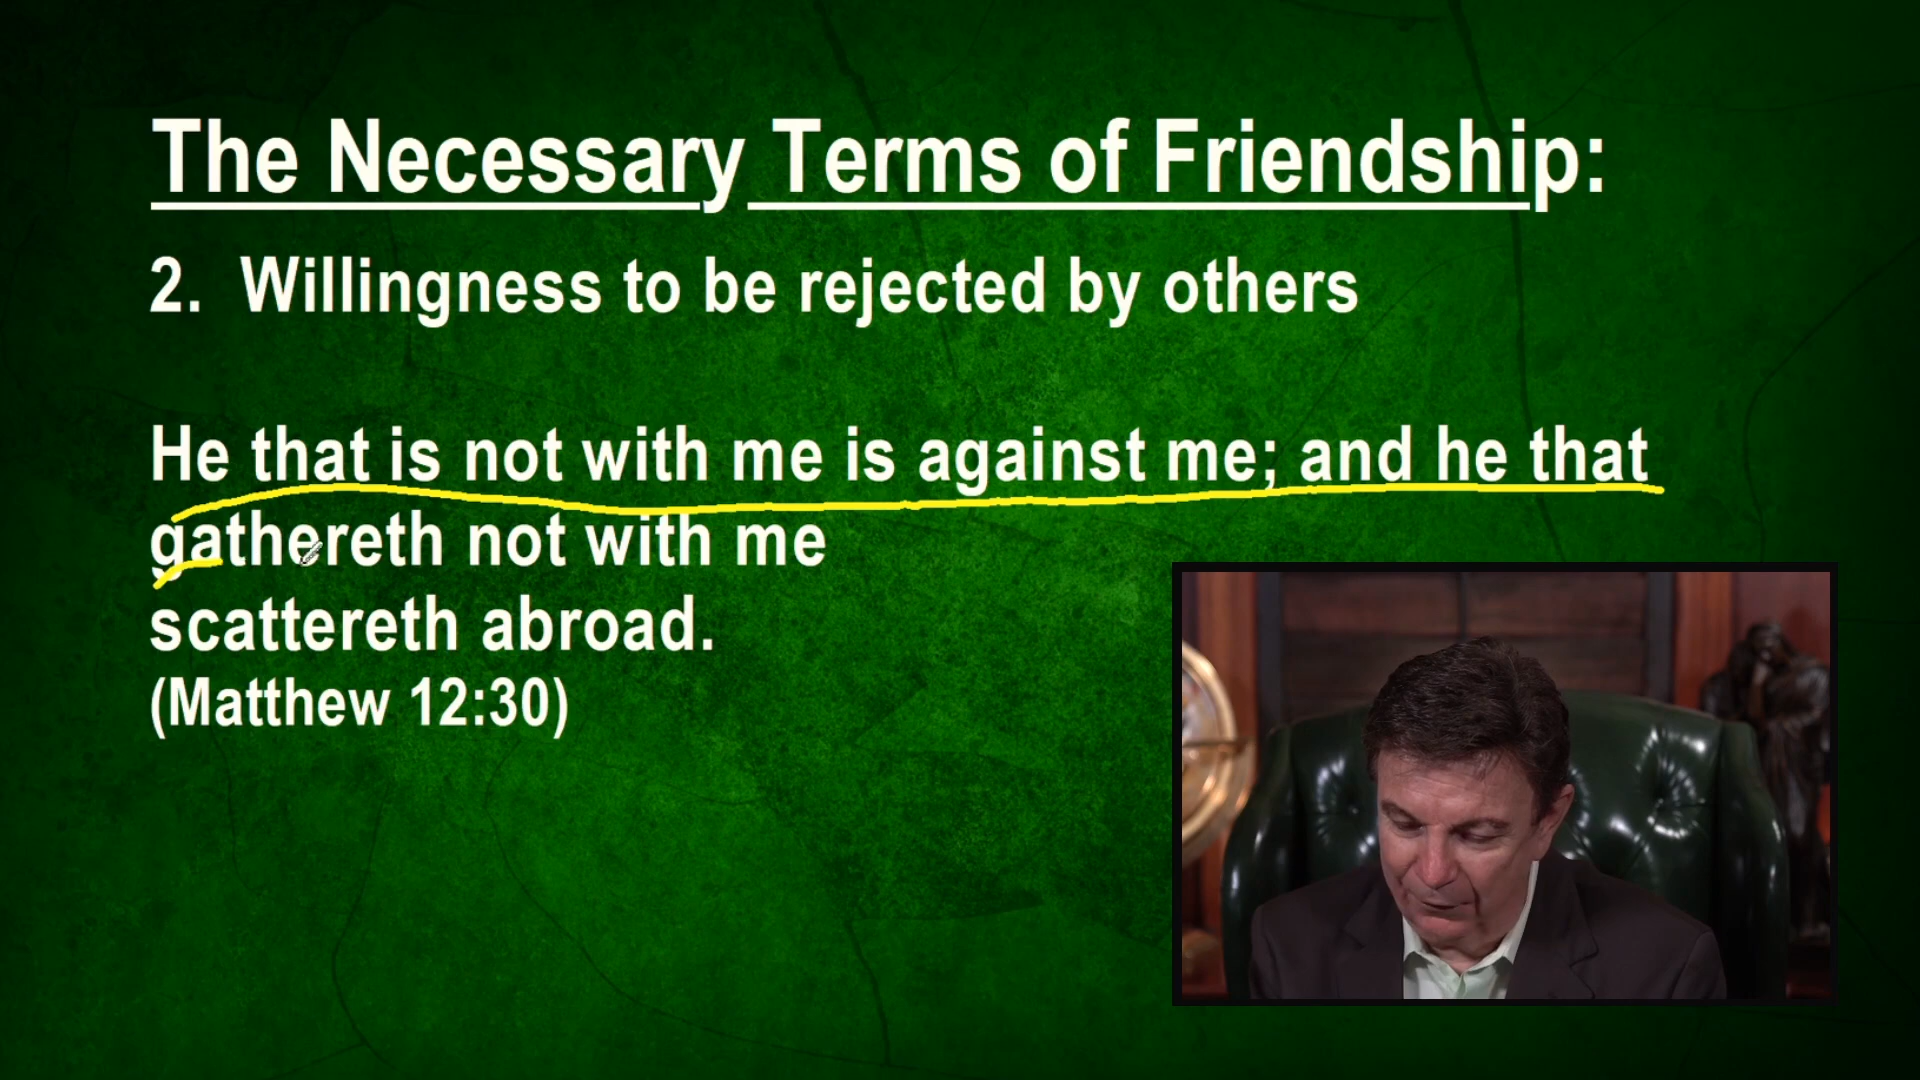 The Necessary Terms of Friendship:
2. Willingness to be rejected by others
He that is not with me is against me; and he that
gathereth not with me
scattereth abroad.
(Matthew 12:30)